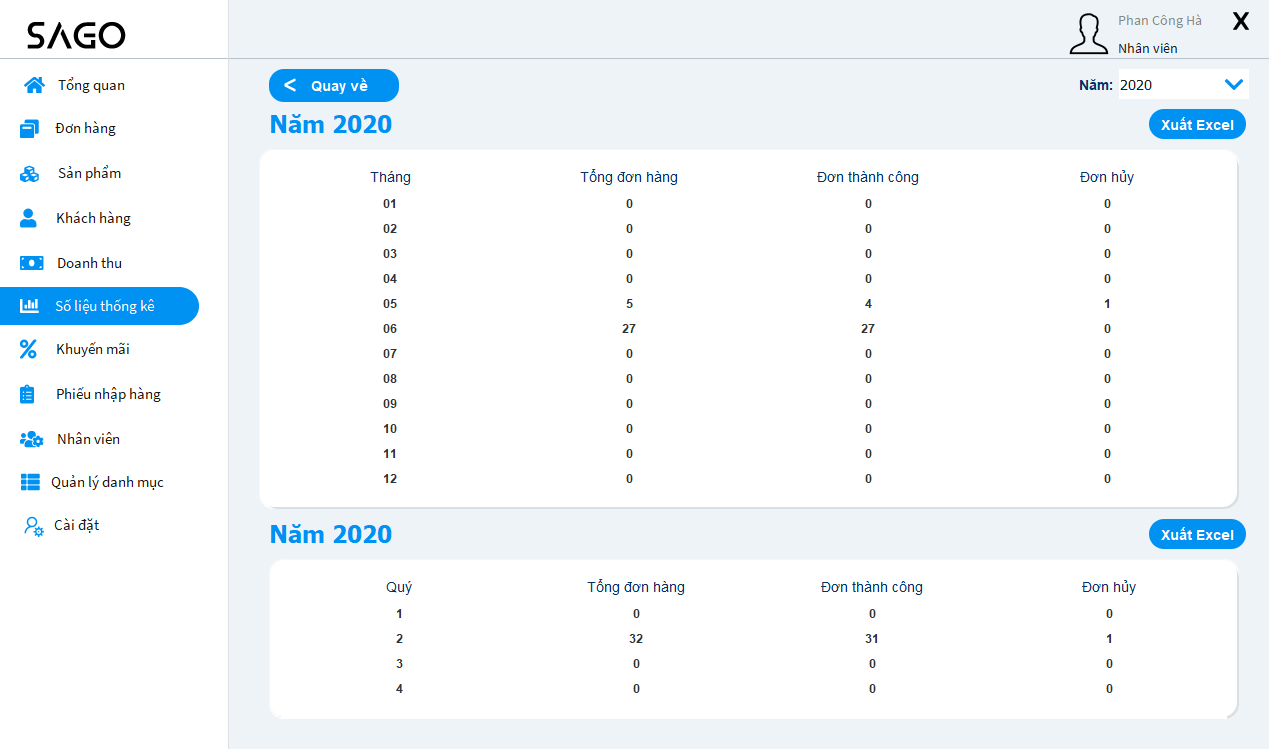 SAGO
Phan Công Hà
Nhân viên
X
Tổng quan
Đơn hàng
Sản phẩm
Khách hàng
Doanh thu
Số liệu thống kê
Khuyến mãi
Phiếu nhập hàng
Nhân viên
Quản lý danh mục
Cài đặt
< Quay về
Năm: 2020
Năm 2020
Xuất Excel
Tháng Tổng đơn hàng Đơn thành công Đơn hủy
01 0 0 0
02 0 0 0
03 0 0 0
04 0 0 0
05 5 4 1
06 27 27 0
07 0 0 0
08 0 0 0
09 0 0 0
10 0 0 0
11 0 0 0
12 0 0 0
Năm 2020
Xuất Excel
Quý Tổng đơn hàng Đơn thành công Đơn hủy
1 0 0 0
2 32 31 1
3 0 0 0
4 0 0 0